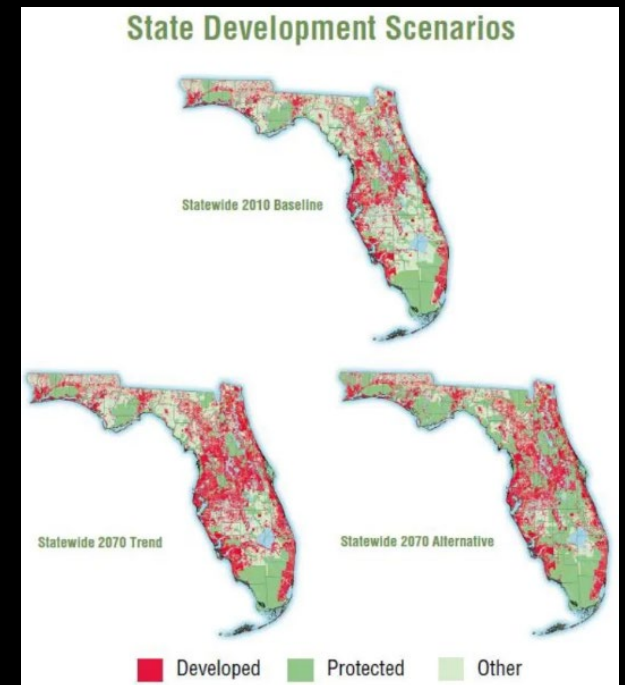 State Development Scenarios
Statewide 2010 Baseline
Statewide 2070 Trend
Statewide 2070 Alternative
Developed
Protected
Other